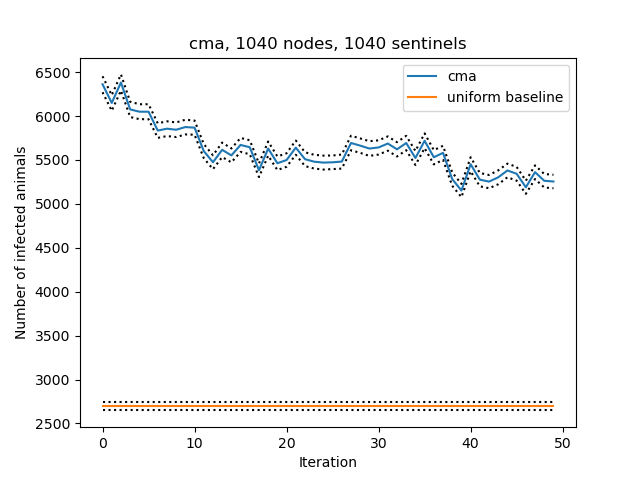 cma, 1040 nodes, 1040 sentinels
cma
uniform baseline
Number of infected animals
6500
6000
5500
5000
4500
4000
3500
3000
2500
0 10 20 30 40 50
Iteration